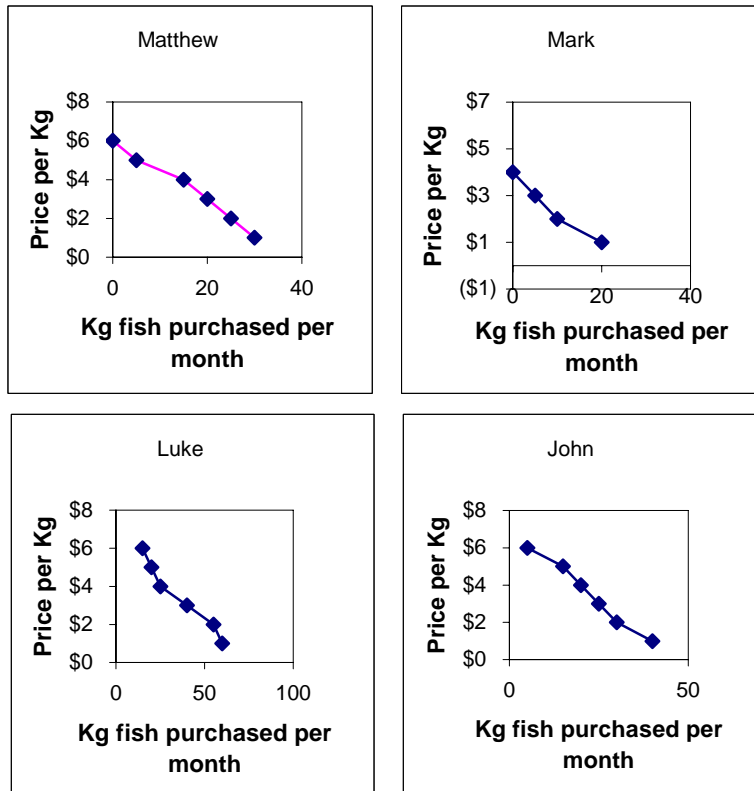 Matthew
$8
$6
$4
$2
$0
0 20 40
Price per Kg
Kg fish purchased per
month
Mark
$7
$5
$3
$1
($1)
0 20 40
Price per Kg
Kg fish purchased per
month
Luke
$8
$6
$4
$2
$0
0 50 100
Price per Kg
Kg fish purchased per
month
John
$8
$6
$4
$2
$0
0 50
Price per Kg
Kg fish purchased per
month